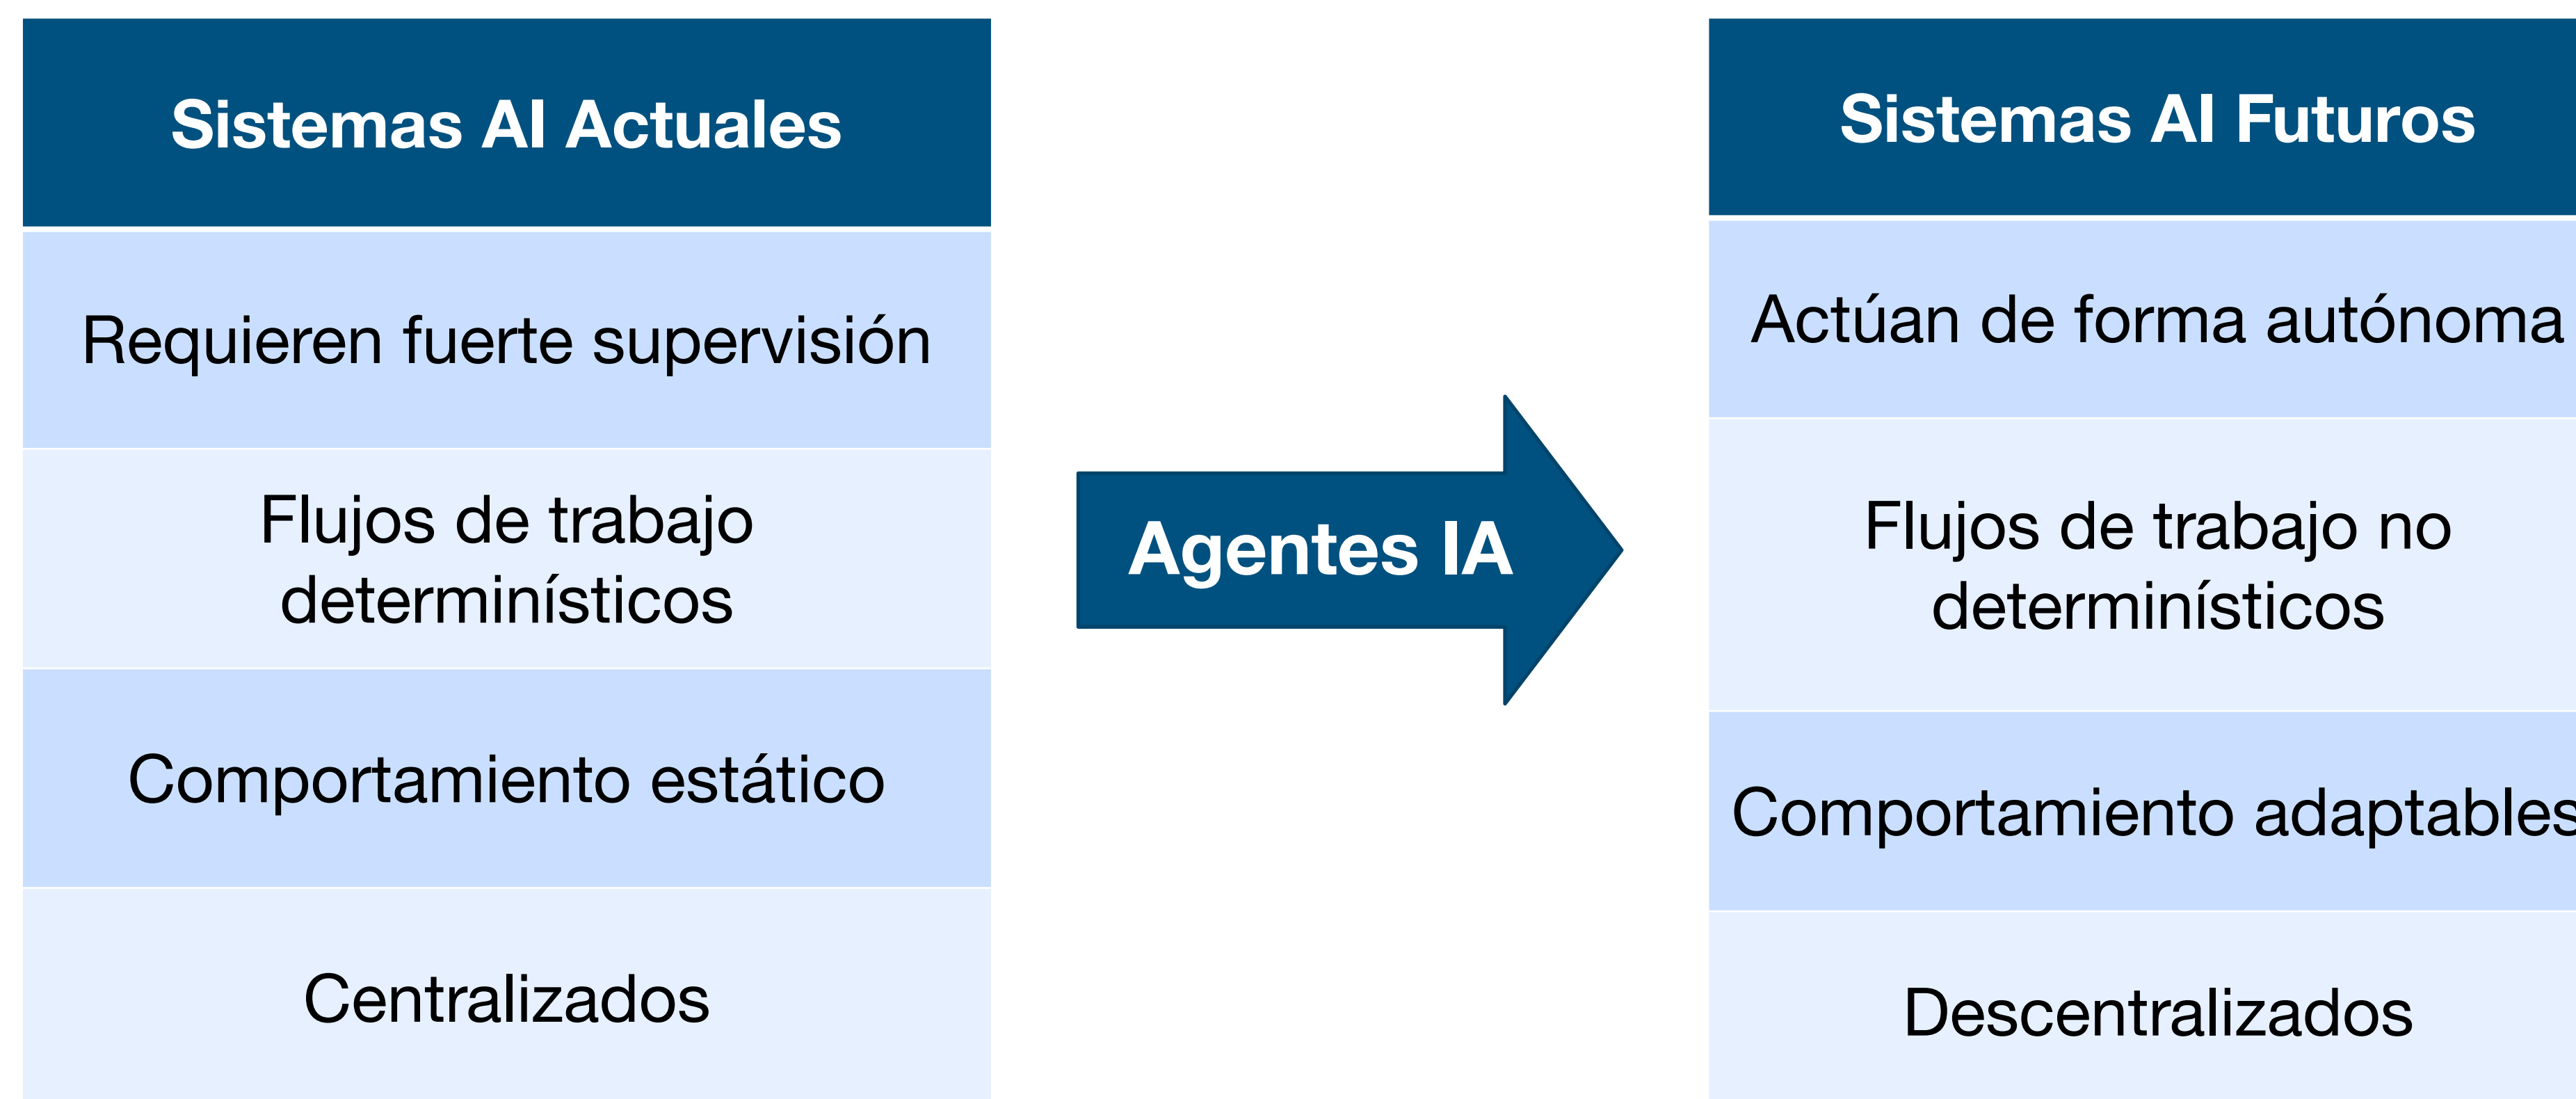 Sistemas AI Actuales
Requieren fuerte supervisión
Flujos de trabajo
determinísticos
Comportamiento estático
Centralizados
Agentes IA
Sistemas AI Futuros
Actúan de forma autónoma
Flujos de trabajo no
determinísticos
Comportamiento adaptables
Descentralizados